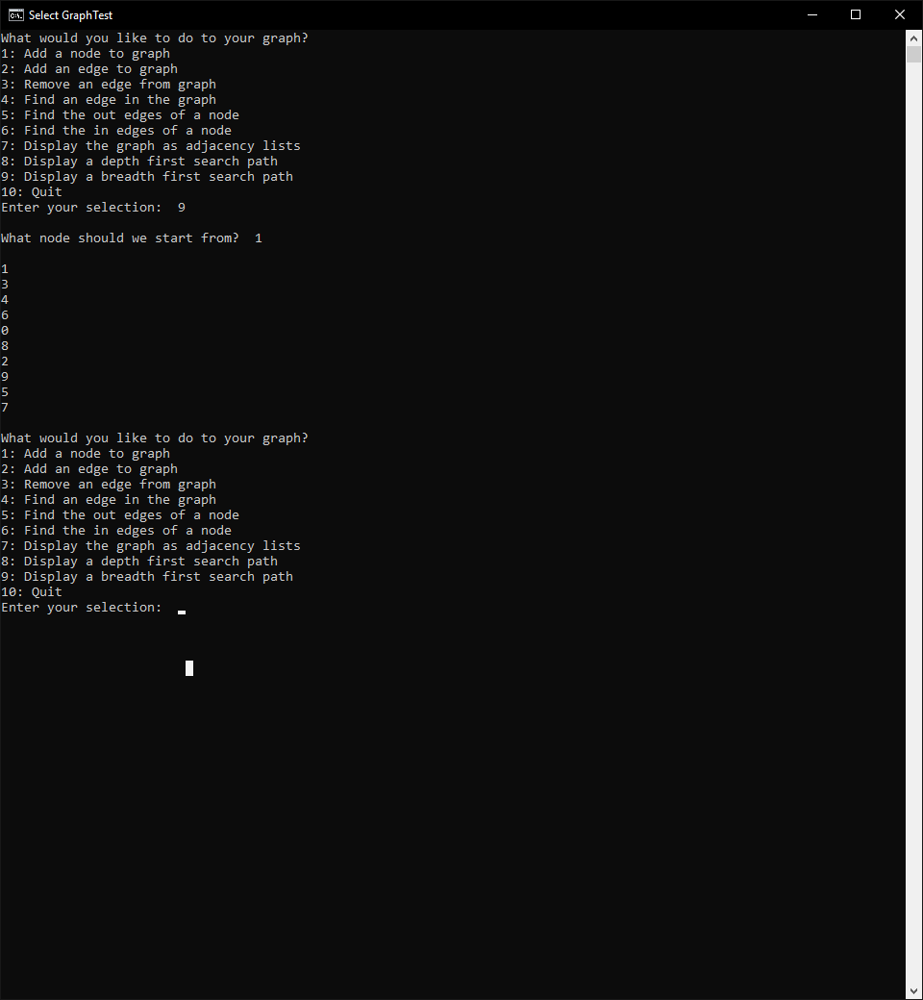 Select GraphTest
What would you like to do to your graph?
1: Add a node to graph
2: Add an edge to graph
3: Remove an edge from graph
4: Find an edge in the graph
5: Find the out edges of a node
6: Find the in edges of a node
7: Display the graph as adjacency lists
8: Display a depth first search path
9: Display a breadth first search path
10: Quit
Enter your selection:  9
What node should we start from?  1
1
3
4
6
0
8
2
9
5
7
What would you like to do to your graph?
1: Add a node to graph
2: Add an edge to graph
3: Remove an edge from graph
4: Find an edge in the graph
5: Find the out edges of a node
6: Find the in edges of a node
7: Display the graph as adjacency lists
8: Display a depth first search path
9: Display a breadth first search path
10: Quit
Enter your selection: